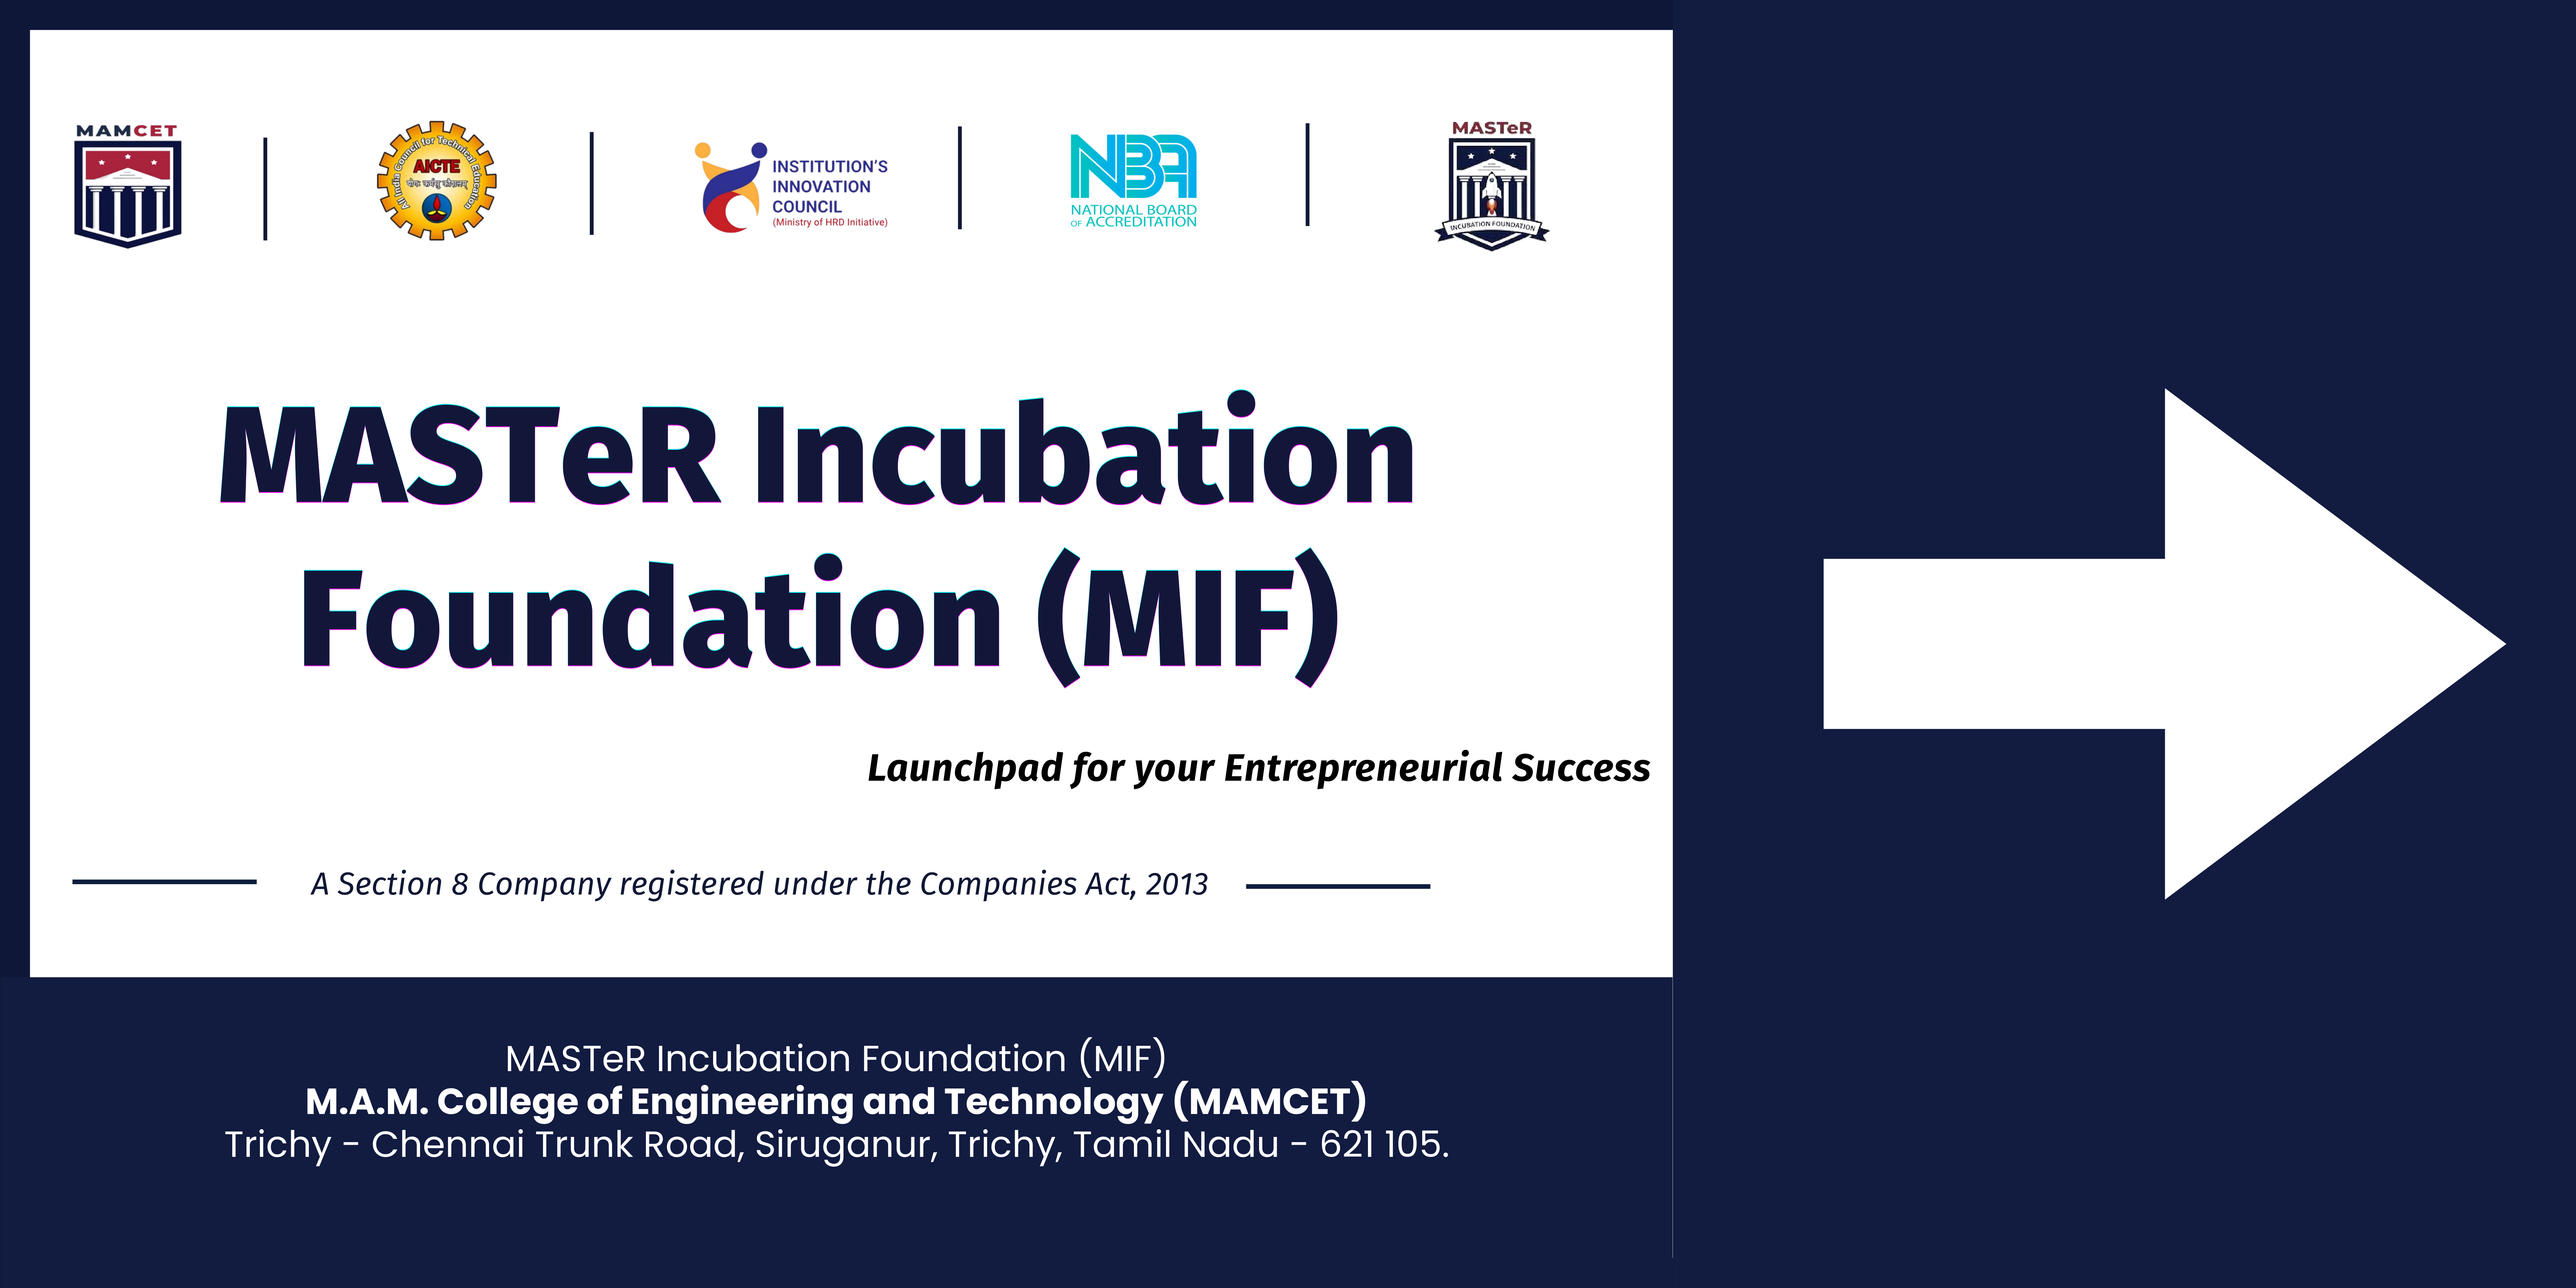 MAMCET
All India Council for Technical Education
AICTE
योगः कर्मसु कौशलम्
INSTITUTION'S
INNOVATION
COUNCIL
(Ministry of HRD Initiative)
NBA
NATIONAL BOARD
OF ACCREDITATION
MASTeR
INCUBATION FOUNDATION
MASTeR Incubation
Foundation (MIF)
Launchpad for your Entrepreneurial Success
A Section 8 Company registered under the Companies Act, 2013
MASTeR Incubation Foundation (MIF)
M.A.M. College of Engineering and Technology (MAMCET)
Trichy - Chennai Trunk Road, Siruganur, Trichy, Tamil Nadu - 621 105.